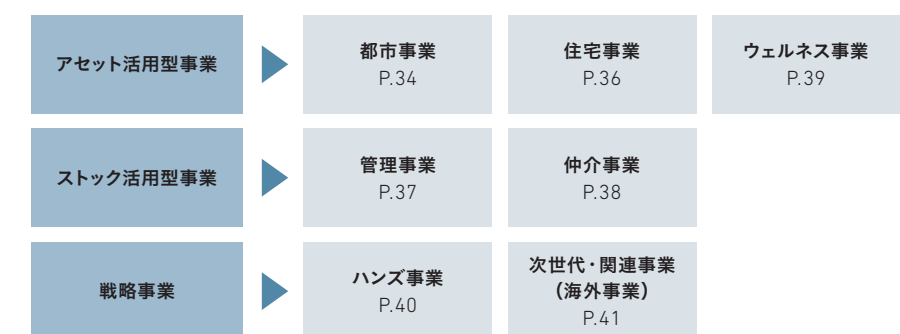 アセット活用型事業
都市事業
P.34
住宅事業
P.36
ウェルネス事業
P.39
ストック活用型事業
管理事業
P.37
仲介事業
P.38
戦略事業
ハンズ事業
P.40
次世代・関連事業
(海外事業)
P.41